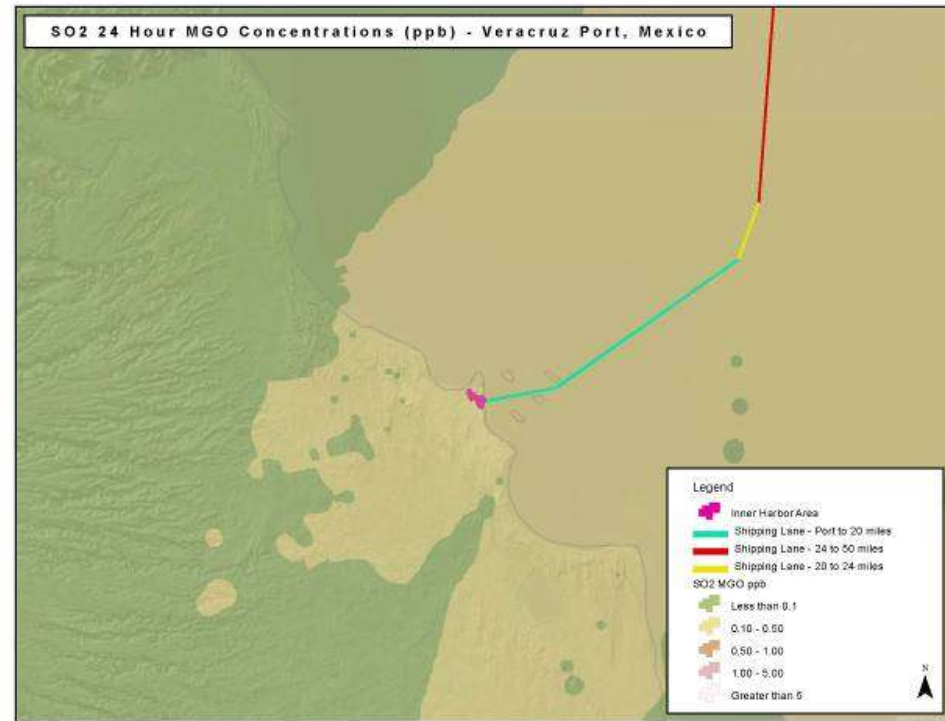 SO2 24 Hour MGO Concentrations (ppb) - Veracruz Port, Mexico
Legend
Inner Harbor Area
Shipping Lane - Port to 20 miles
Shipping Lane - 24 to 50 miles
Shipping Lane - 20 to 24 miles
SO2 MGO ppb
Less than 0.1
0.10 - 0.50
0.50 - 1.00
1.00 - 5.00
Greater than 5
N